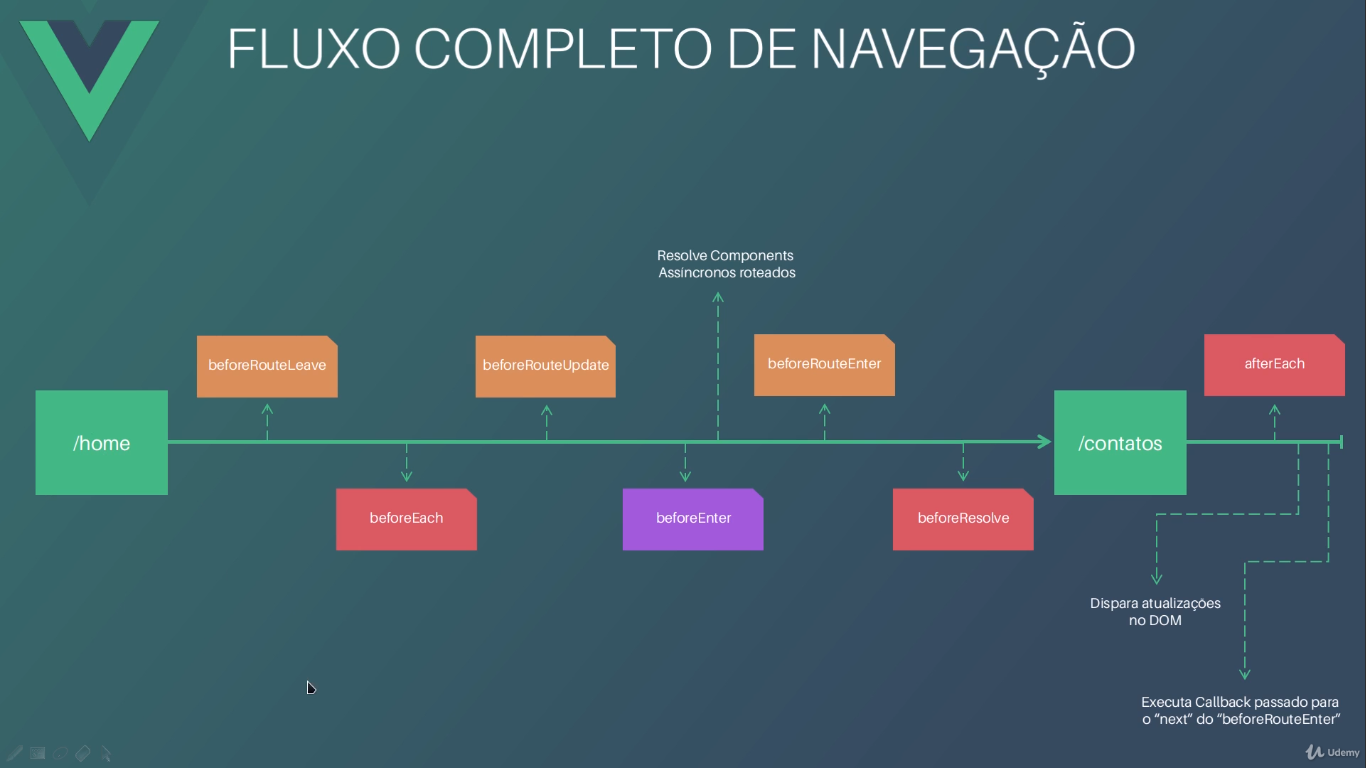 FLUXO COMPLETO DE NAVEGAÇÃO
Resolve Components
Assíncronos roteados
beforeRouteLeave
beforeRouteUpdate
beforeRouteEnter
afterEach
/home
/contatos
beforeEach
beforeEnter
beforeResolve
Dispara atualizações
no DOM
Executa Callback passado para
o “next” do “beforeRouteEnter”
Udemy